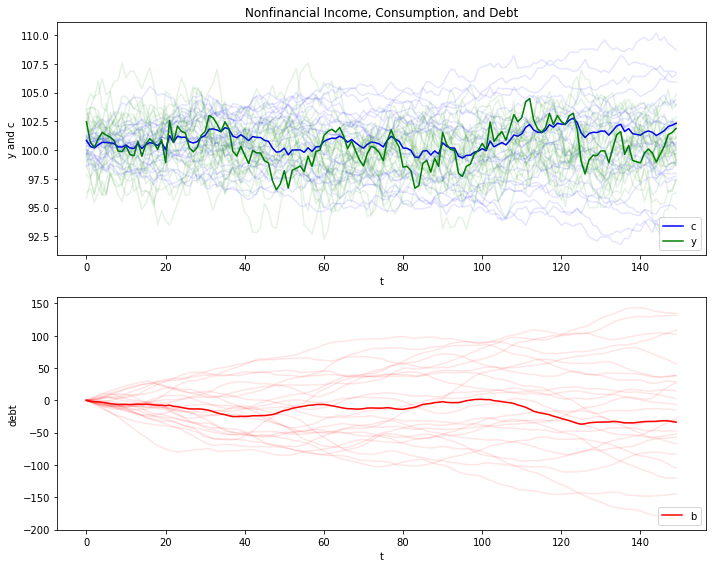 Nonfinancial Income, Consumption, and Debt
110.0
107.5
105.0
102.5
100.0
97.5
95.0
92.5
y and c
c
y
0 20 40 60 80 100 120 140
t
150
100
50
0
−50
−100
−150
−200
debt
b
0 20 40 60 80 100 120 140
t